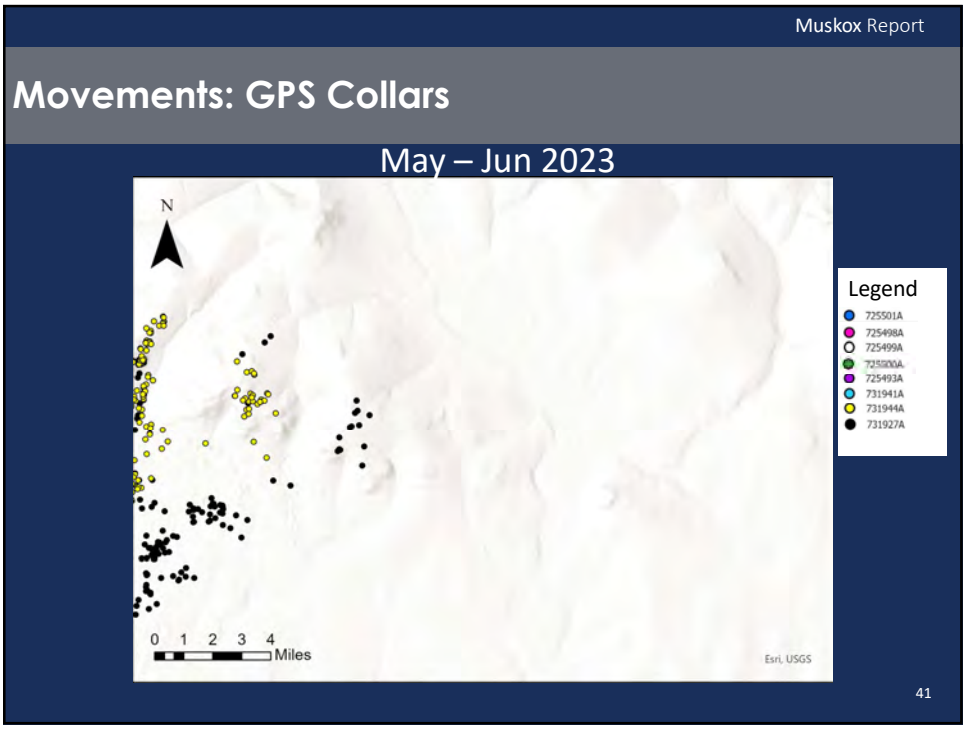 Muskox Report
Movements: GPS Collars
May – Jun 2023
N
Legend
725501A
725498A
725499A
725493A
731941A
731944A
731927A
0 1 2 3 4
Miles
Esri, USGS
41